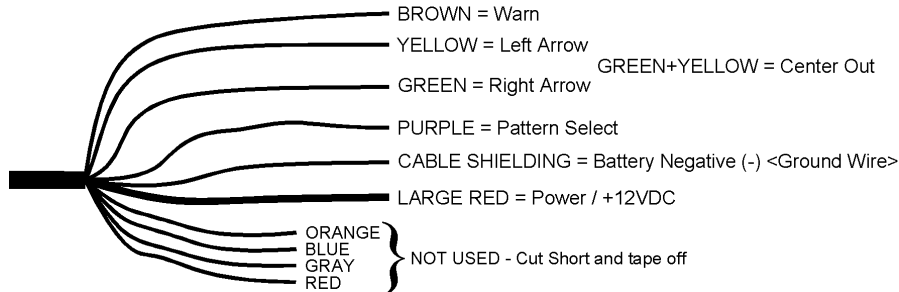 BROWN = Warn
YELLOW = Left Arrow
GREEN+YELLOW = Center Out
GREEN = Right Arrow
PURPLE = Pattern Select
CABLE SHIELDING = Battery Negative (-) <Ground Wire>
LARGE RED = Power / +12VDC
ORANGE
BLUE
GRAY
RED
NOT USED - Cut Short and tape off